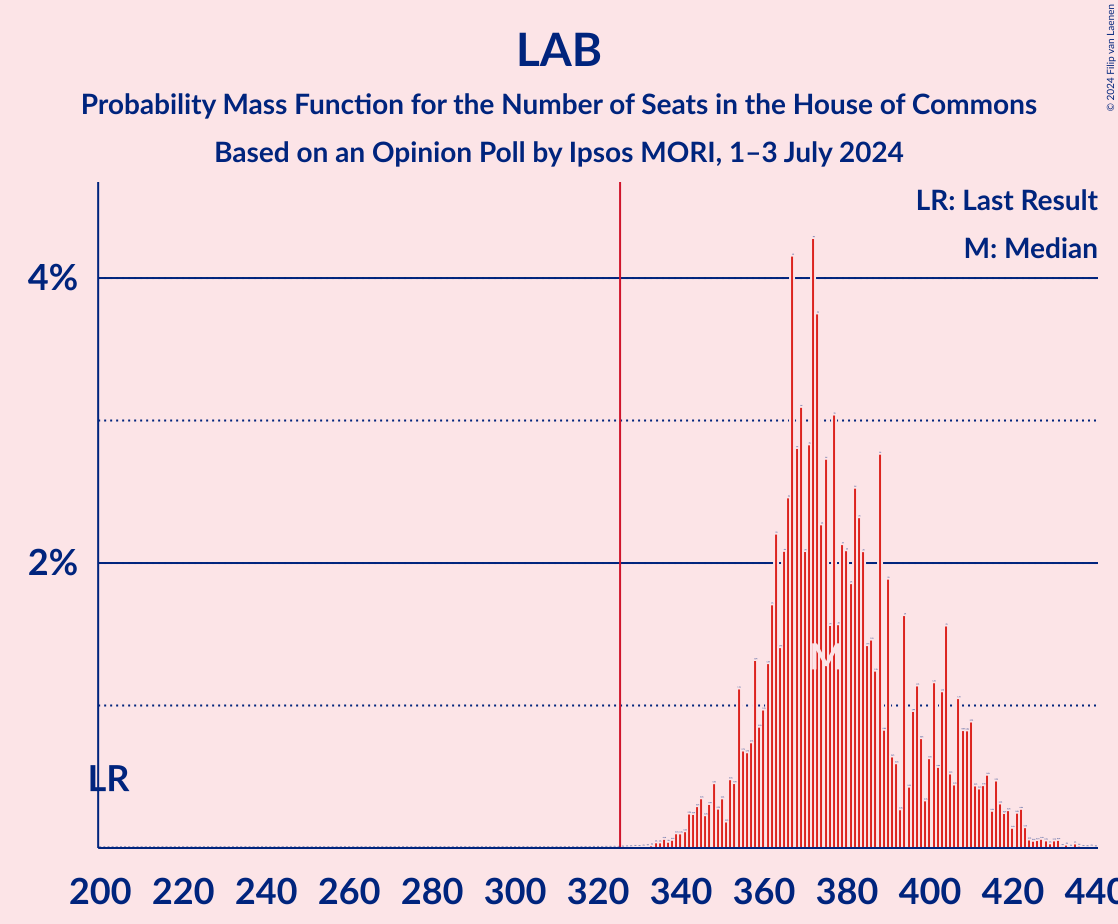 LAB
Probability Mass Function for the Number of Seats in the House of Commons
Based on an Opinion Poll by Ipsos MORI, 1–3 July 2024
© 2024 Filip van Laenen
LR: Last Result
M: Median
4%
2%
LR
M
200 220 240 260 280 300 320 340 360 380 400 420 440